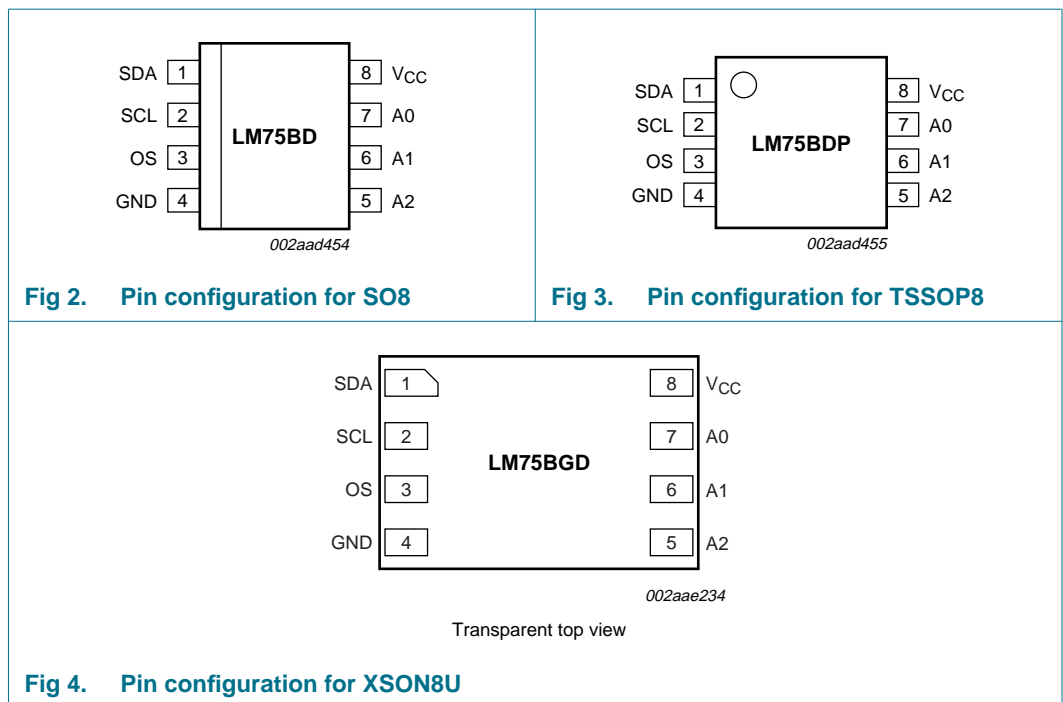 SDA 1 8 VCC
SCL 2 7 A0
LM75BD
OS 3 6 A1
GND 4 5 A2
002aad454
Fig 2. Pin configuration for SO8
SDA 1 8 VCC
SCL 2 7 A0
LM75BDP
OS 3 6 A1
GND 4 5 A2
002aad455
Fig 3. Pin configuration for TSSOP8
SDA 1 8 VCC
SCL 2 7 A0
LM75BGD
OS 3 6 A1
GND 4 5 A2
002aae234
Transparent top view
Fig 4. Pin configuration for XSON8U